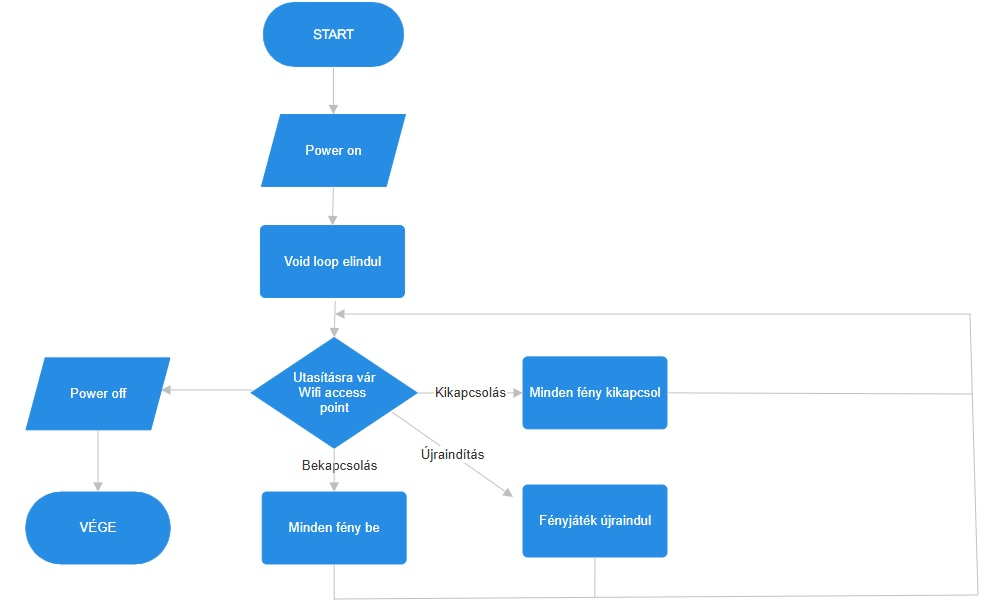 START
Power on
Void loop elindul
Utasításra vár
Wifi access
point
Power off
Kikapcsolás
Minden fény kikapcsol
Újraindítás
Bekapcsolás
VÉGE
Minden fény be
Fényjáték újraindul